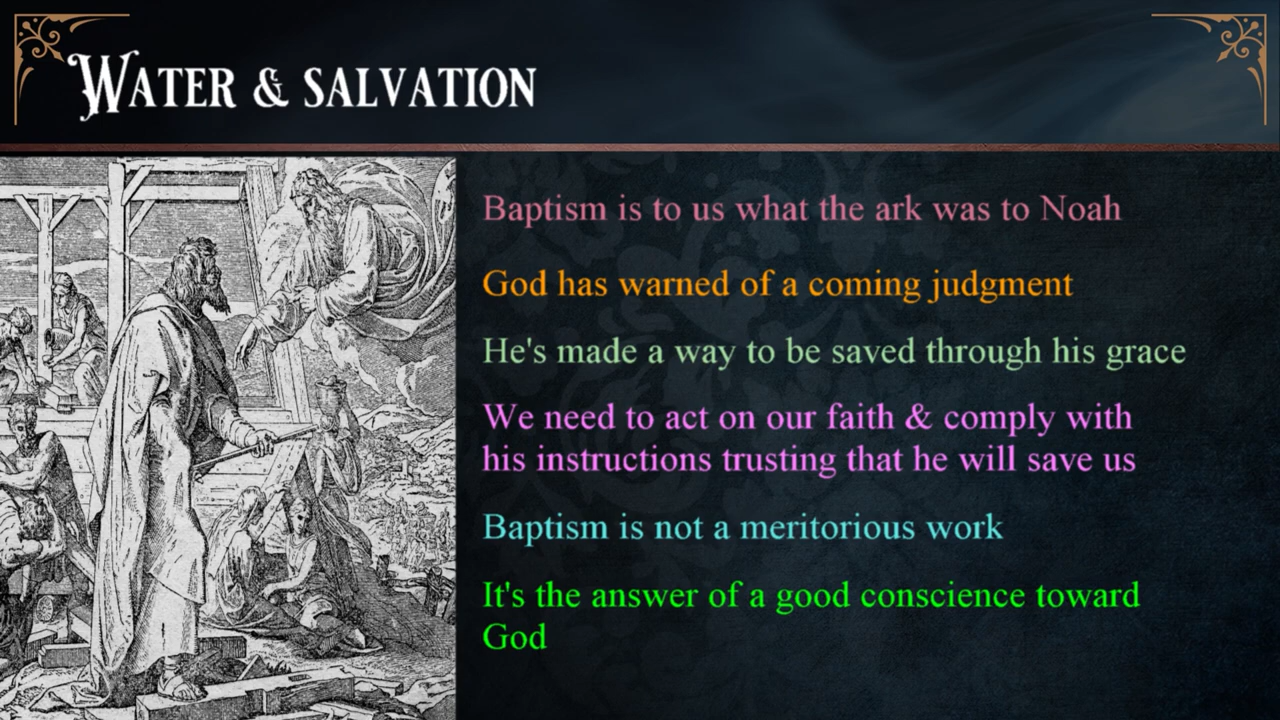 WATER & SALVATION
Baptism is to us what the ark was to Noah
God has warned of a coming judgment
He's made a way to be saved through his grace
We need to act on our faith & comply with
his instructions trusting that he will save us
Baptism is not a meritorious work
It's the answer of a good conscience toward
God